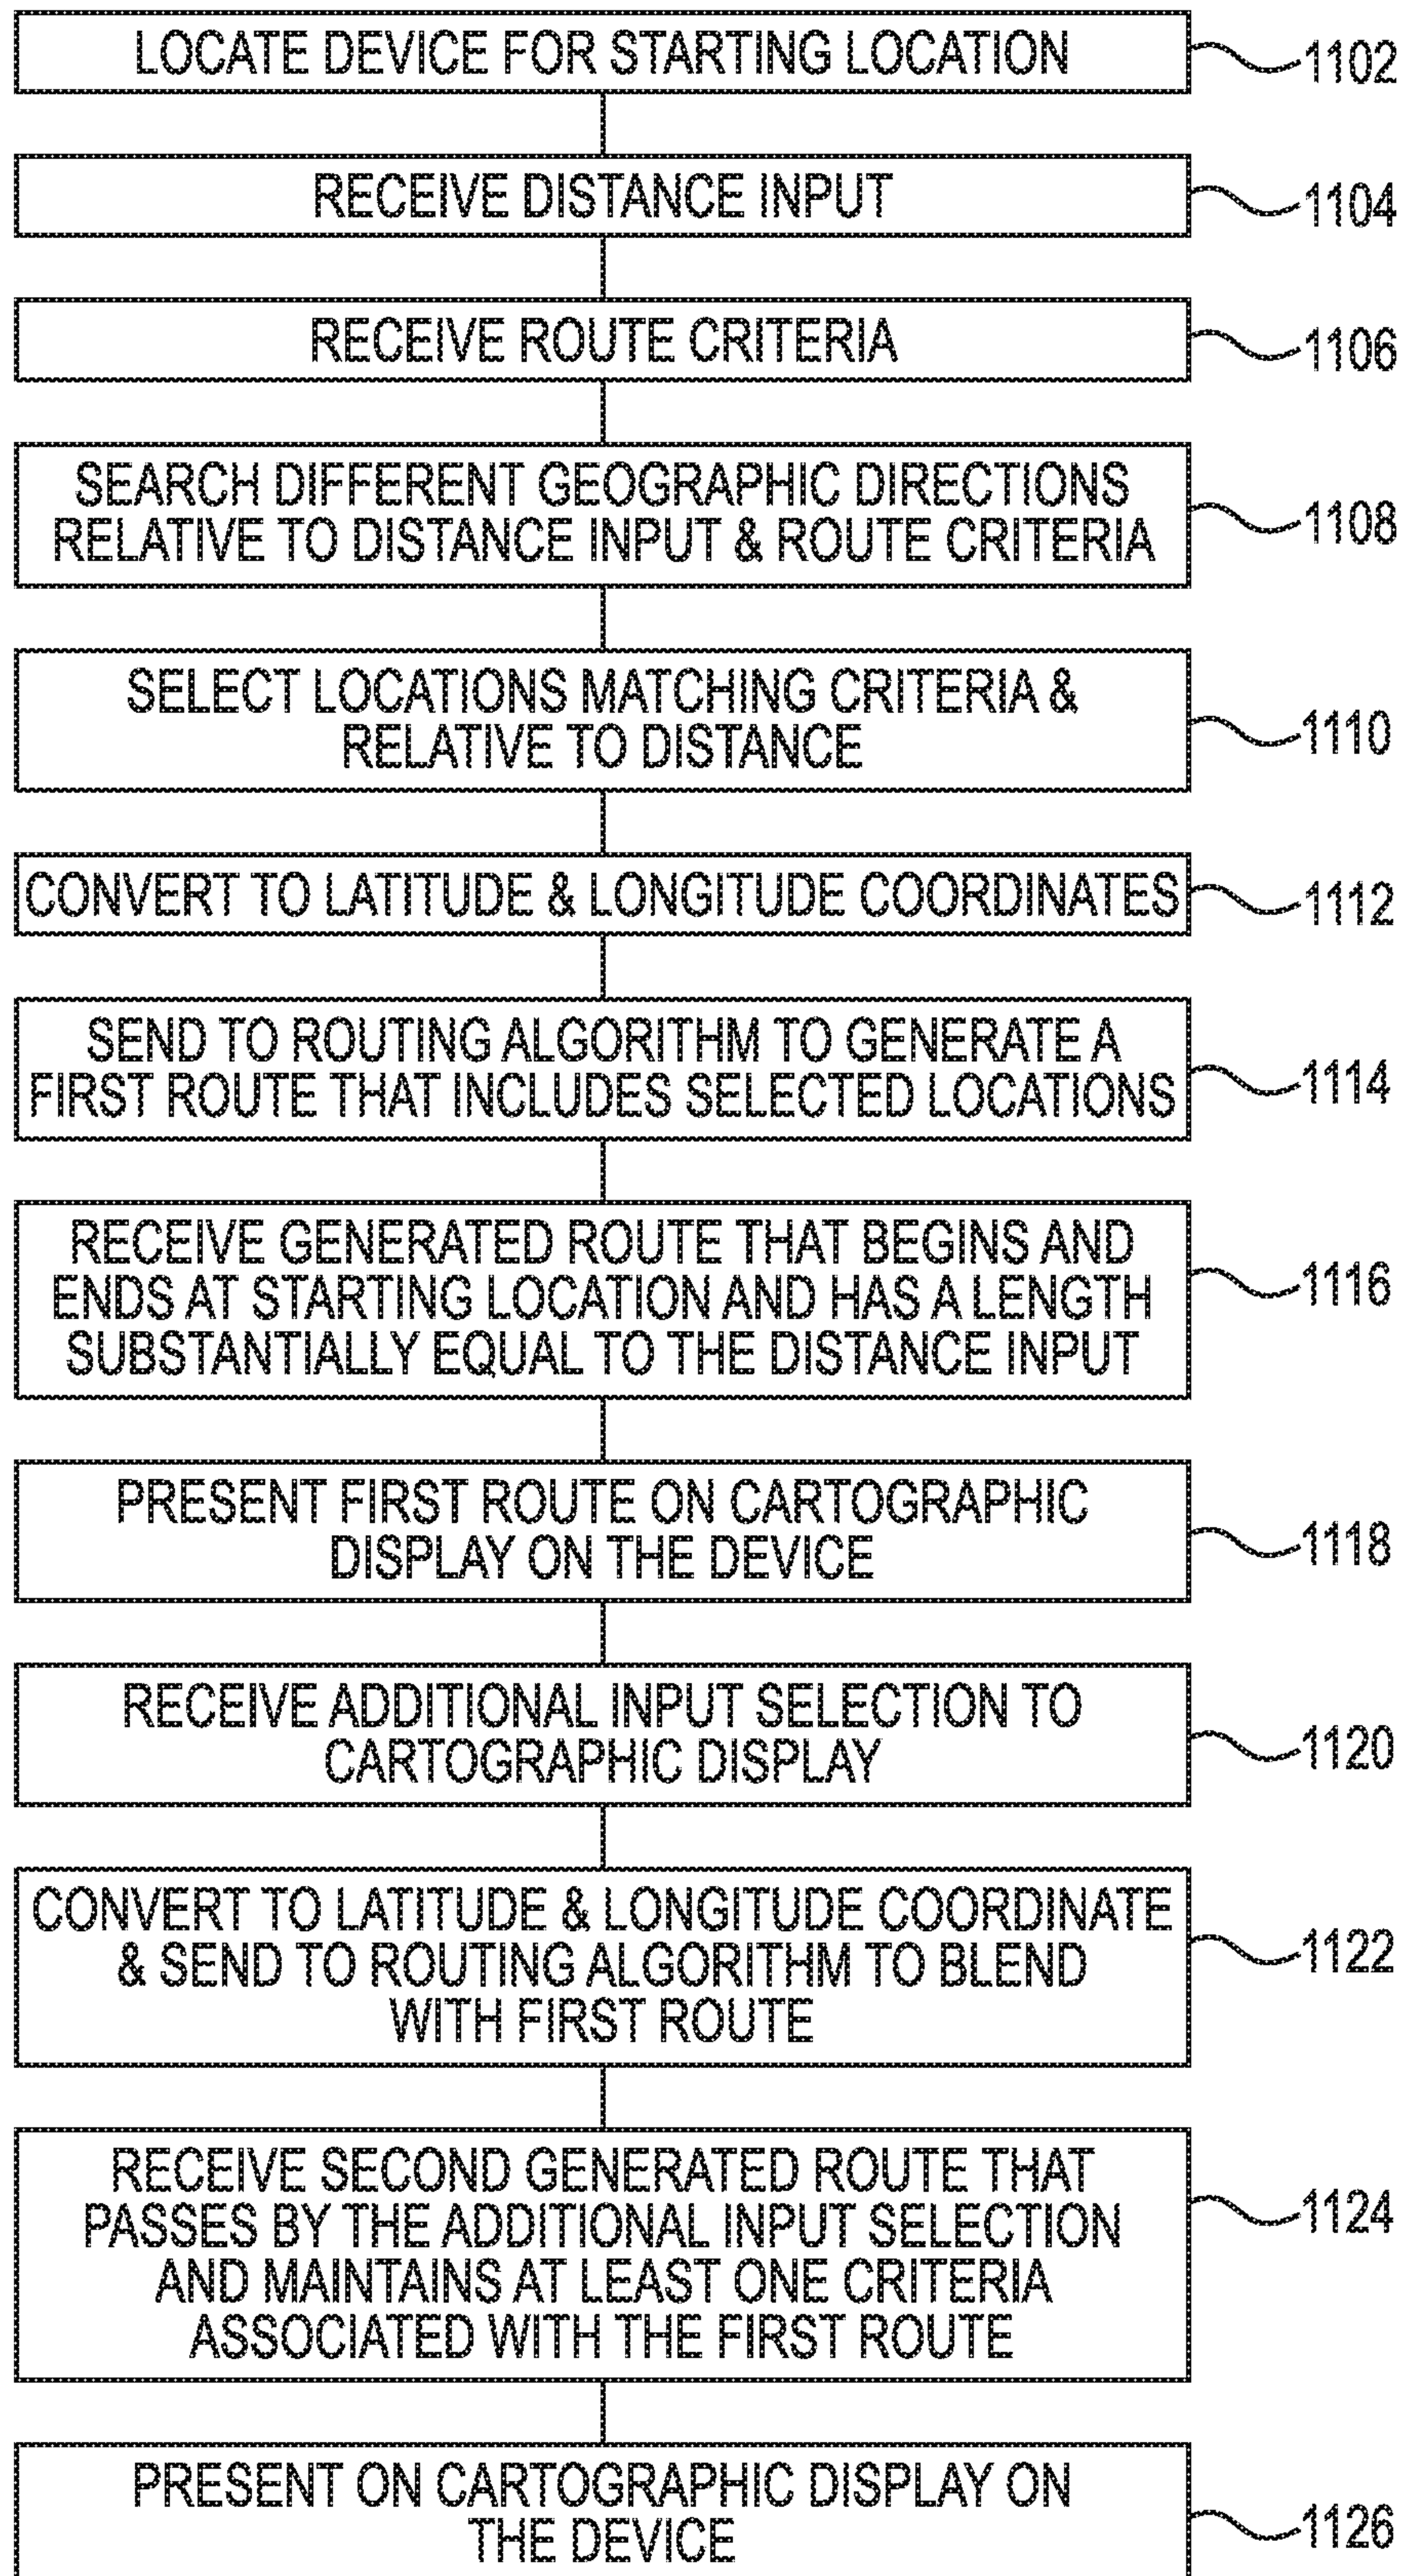 LOCATE DEVICE FOR STARTING LOCATION
1102
RECEIVE DISTANCE INPUT
1104
RECEIVE ROUTE CRITERIA
1106
SEARCH DIFFERENT GEOGRAPHIC DIRECTIONS
RELATIVE TO DISTANCE INPUT & ROUTE CRITERIA
1108
SELECT LOCATIONS MATCHING CRITERIA &
RELATIVE TO DISTANCE
1110
CONVERT TO LATITUDE & LONGITUDE COORDINATES
1112
SEND TO ROUTING ALGORITHM TO GENERATE A
FIRST ROUTE THAT INCLUDES SELECTED LOCATIONS
1114
RECEIVE GENERATED ROUTE THAT BEGINS AND
ENDS AT STARTING LOCATION AND HAS A LENGTH
SUBSTANTIALLY EQUAL TO THE DISTANCE INPUT
1116
PRESENT FIRST ROUTE ON CARTOGRAPHIC
DISPLAY ON THE DEVICE
1118
RECEIVE ADDITIONAL INPUT SELECTION TO
CARTOGRAPHIC DISPLAY
1120
CONVERT TO LATITUDE & LONGITUDE COORDINATE
& SEND TO ROUTING ALGORITHM TO BLEND
WITH FIRST ROUTE
1122
RECEIVE SECOND GENERATED ROUTE THAT
PASSES BY THE ADDITIONAL INPUT SELECTION
AND MAINTAINS AT LEAST ONE CRITERIA
ASSOCIATED WITH THE FIRST ROUTE
1124
PRESENT ON CARTOGRAPHIC DISPLAY ON
THE DEVICE
1126